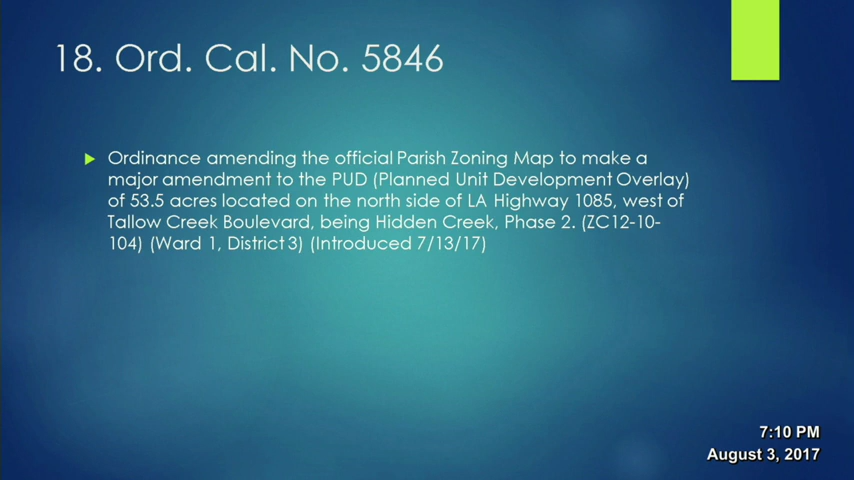 18. Ord. Cal. No. 5846
Ordinance amending the official Parish Zoning Map to make a
major amendment to the PUD (Planned Unit Development Overlay)
of 53.5 acres located on the north side of LA Highway 1085, west of
Tallow Creek Boulevard, being Hidden Creek, Phase 2. (ZC12-10-
104) (Ward 1, District 3) (Introduced 7/13/17)
7:10 PM
August 3, 2017